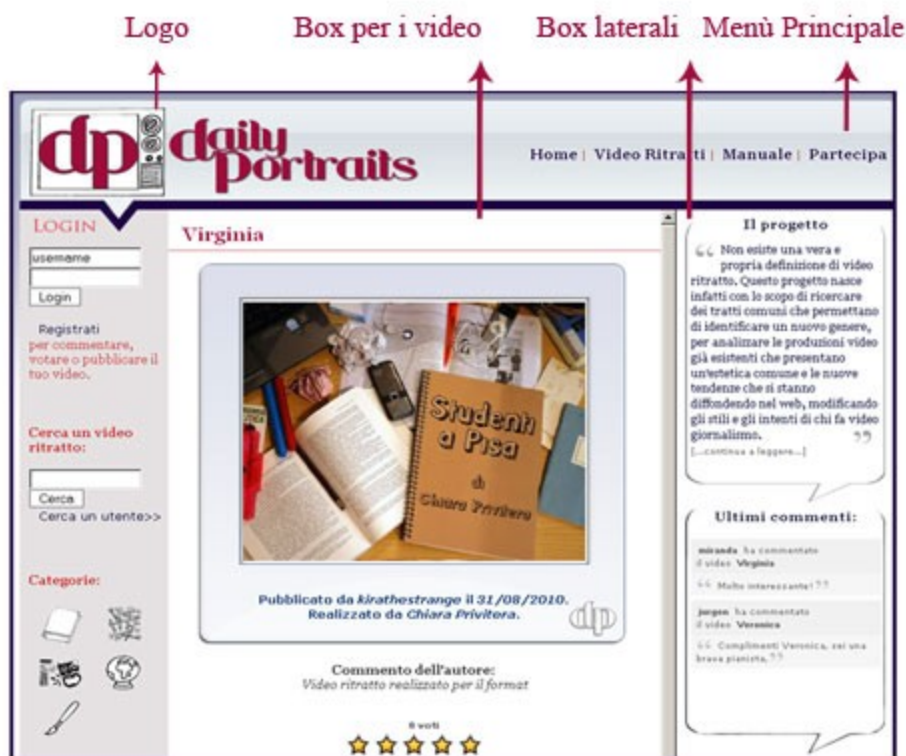 Logo
Box per i video
Box laterali
Menù Principale
dp
daily
Portraits
Home | Video Ritratti | Manuale | Partecipa
LOGIN
username
Login
Registrati
per commentare,
votare o pubblicare il
tuo video.
Cerca un video
ritratto:
Cerca
Cerca un utente>>
Categorie:
Virginia
Studenti
a Pisa
di
Chiara Privitera
Pubblicato da kirathestrange il 31/08/2010.
Realizzato da Chiara Privitera.
dp
Commento dell'autore:
Video ritratto realizzato per il format
6 voti
Il progetto
“ Non esiste una vera e
propria definizione di video
ritratto. Questo progetto nasce
infatti con lo scopo di ricercare
dei tratti comuni che permettano
di identificare un nuovo genere,
per analizzare le produzioni video
già esistenti che presentano
un'estetica comune e le nuove
tendenze che si stanno
diffondendo nel web, modificando
gli stili e gli intenti di chi fa video
giornalismo. ”
[...continua a leggere...]
Ultimi commenti:
miranda ha commentato
il video Virginia
“ Molto interessante! ”
jurgen ha commentato
il video Veronica
“ Complimenti Veronica, sei una
brava pianista. ”